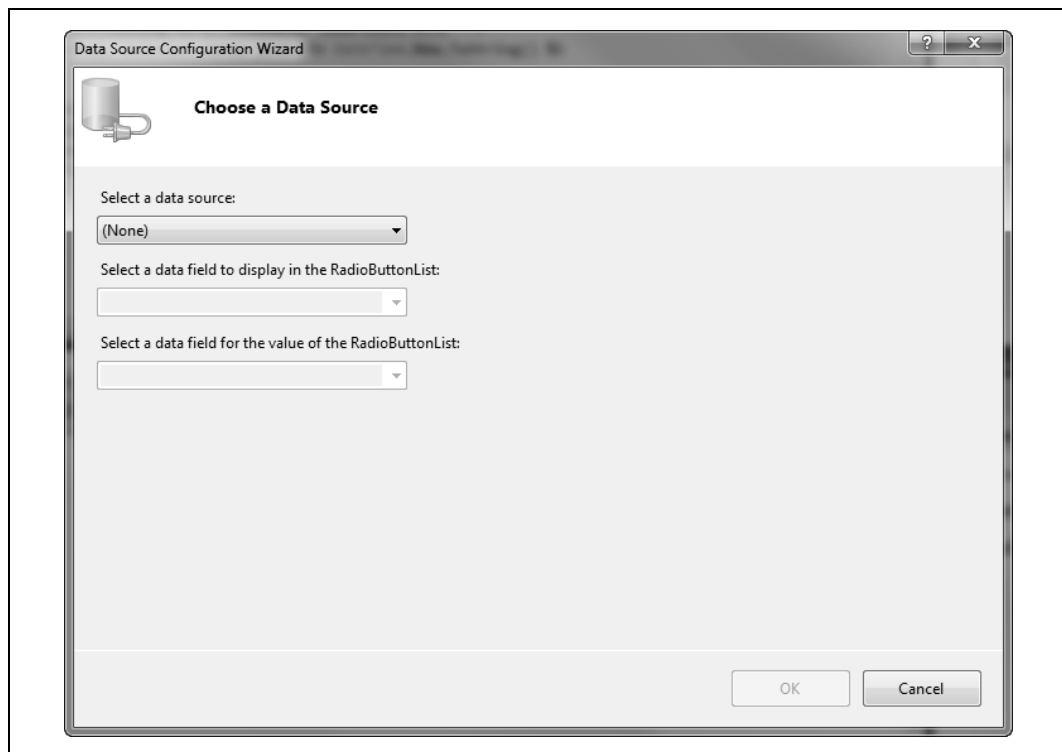 Data Source Configuration Wizard
?
Choose a Data Source
Select a data source:
(None)
Select a data field to display in the RadioButtonList:
Select a data field for the value of the RadioButtonList:
OK
Cancel